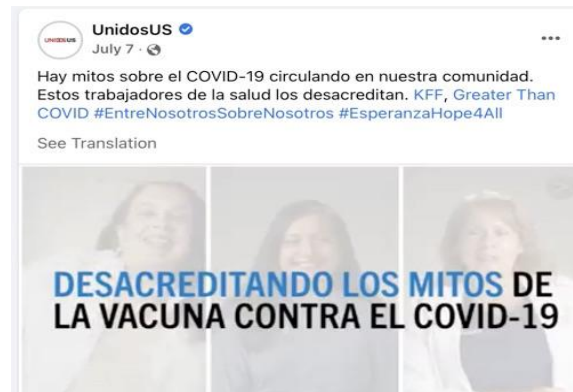 UNIDOSUS
UnidosUS
July 7 ·
Hay mitos sobre el COVID-19 circulando en nuestra comunidad.
Estos trabajadores de la salud los desacreditan. KFF, Greater Than
COVID #EntreNosotrosSobreNosotros #EsperanzaHope4All
See Translation
DESACREDITANDO LOS MITOS DE
LA VACUNA CONTRA EL COVID-19